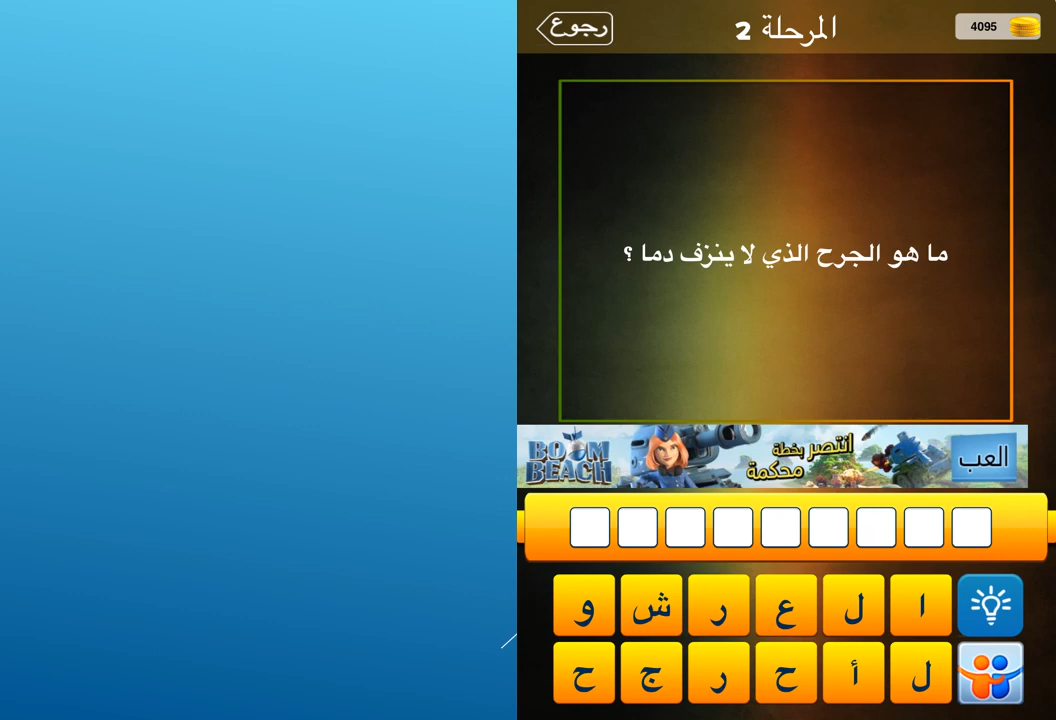 رجوع
المرحلة 2
4095
ما هو الجرح الذي لا ينزف دما ؟
BOOM BEACH
انتصر بخطة
محكمة
العب
ا ل ع ر ش و
ل أ ح ر ج ح